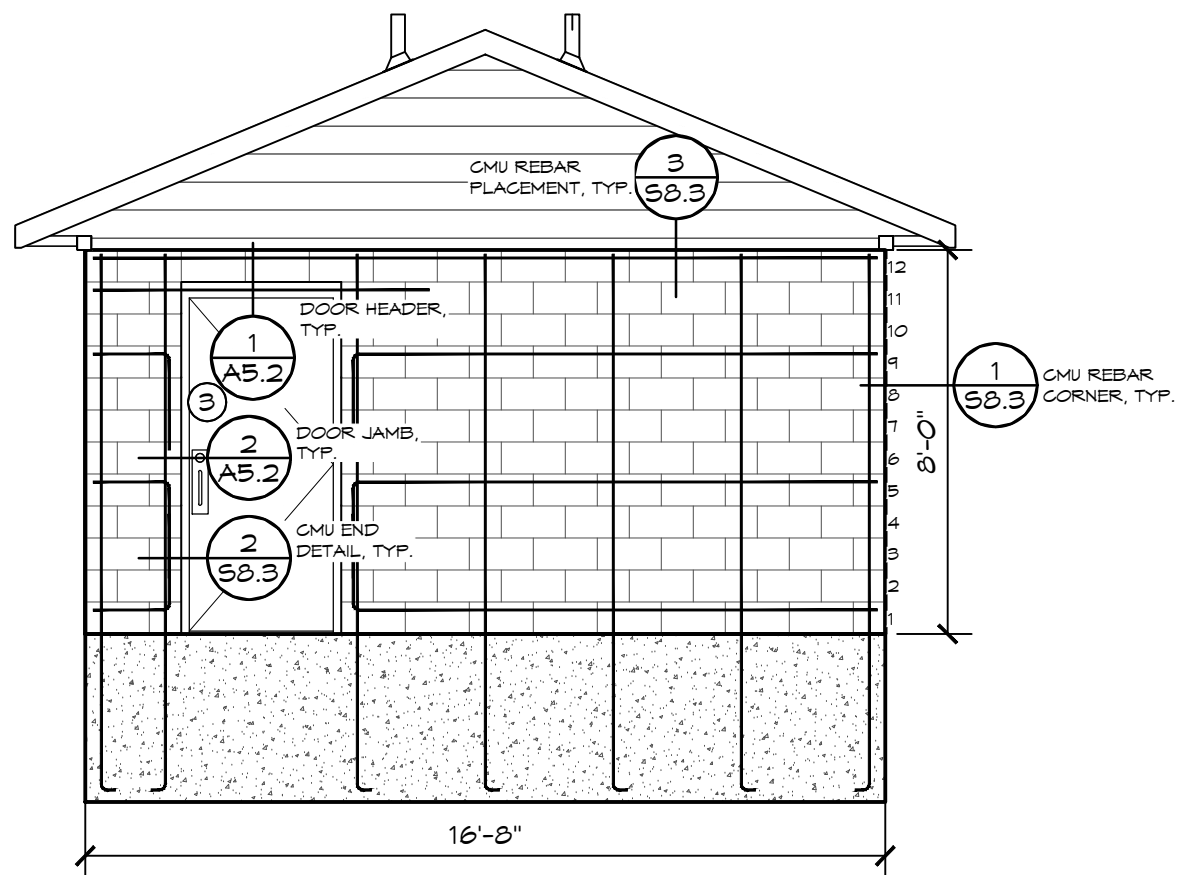 CMU REBAR
PLACEMENT, TYP.
3
S8.3
12
11
10
9
8
7
6
5
4
3
2
1
8'-0"
DOOR HEADER,
TYP.
1
A5.2
3
1
S8.3
CMU REBAR
CORNER, TYP.
DOOR JAMB,
TYP.
2
A5.2
CMU END
DETAIL, TYP.
2
S8.3
16'-8"